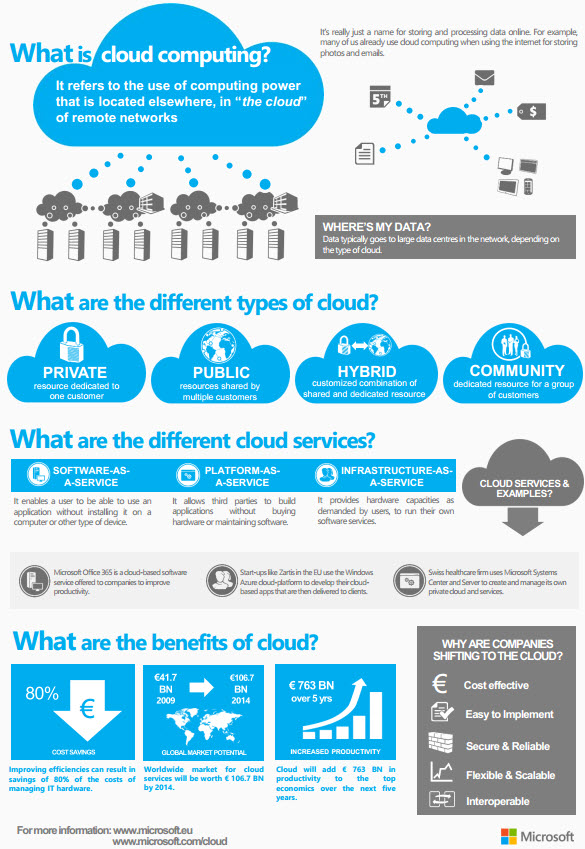 What is cloud computing?
It refers to the use of computing power
that is located elsewhere, in "the cloud"
of remote networks
It's really just a name for storing and processing data online. For example,
many of us already use cloud computing when using the internet for storing
photos and emails.
5TH
$
WHERE'S MY DATA?
Data typically goes to large data centres in the network, depending on
the type of cloud.
What are the different types of cloud?
PRIVATE
resource dedicated to
one customer
PUBLIC
resources shared by
multiple customers
HYBRID
customized combination of
shared and dedicated resource
COMMUNITY
dedicated resource for a group
of customers
What are the different cloud services?
SOFTWARE-AS-
A-SERVICE
It enables a user to be able to use an
application without installing it on a
computer or other type of device.
PLATFORM-AS-
A-SERVICE
It allows third parties to build
applications without buying
hardware or maintaining software.
INFRASTRUCTURE-AS-
A-SERVICE
It provides hardware capacities as
demanded by users, to run their own
software services.
CLOUD SERVICES &
EXAMPLES?
Microsoft Office 365 is a cloud-based software
service offered to companies to improve
productivity.
Start-ups like Zartis in the EU use the Windows
Azure cloud-platform to develop their cloud-
based apps that are then delivered to clients.
Swiss healthcare firm uses Microsoft Systems
Center and Server to create and manage its own
private cloud and services.
What are the benefits of cloud?
80%
€
COST SAVINGS
Improving efficiencies can result in
savings of 80% of the costs of
managing IT hardware.
€41.7
BN
2009
€106.7
BN
2014
GLOBAL MARKET POTENTIAL
Worldwide market for cloud
services will be worth € 106.7 BN
by 2014.
€ 763 BN
over 5 yrs
INCREASED PRODUCTIVITY
Cloud will add € 763 BN in
productivity to the top
economics over the next five
years.
WHY ARE COMPANIES
SHIFTING TO THE CLOUD?
€ Cost effective
Easy to Implement
Secure & Reliable
Flexible & Scalable
Interoperable
For more information: www.microsoft.eu
www.microsoft.com/cloud
Microsoft